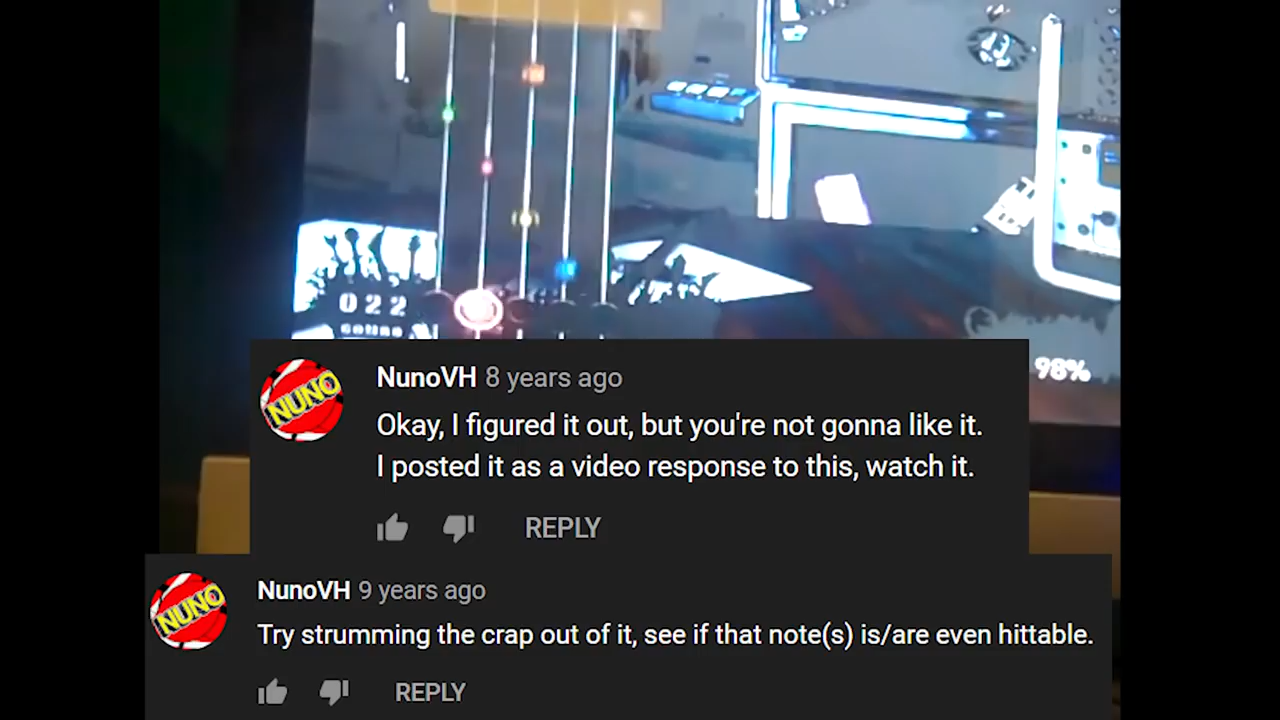 022
98%
NUNO
NunoVH 8 years ago
Okay, I figured it out, but you're not gonna like it.
I posted it as a video response to this, watch it.
REPLY
NUNO
NunoVH 9 years ago
Try strumming the crap out of it, see if that note(s) is/are even hittable.
REPLY